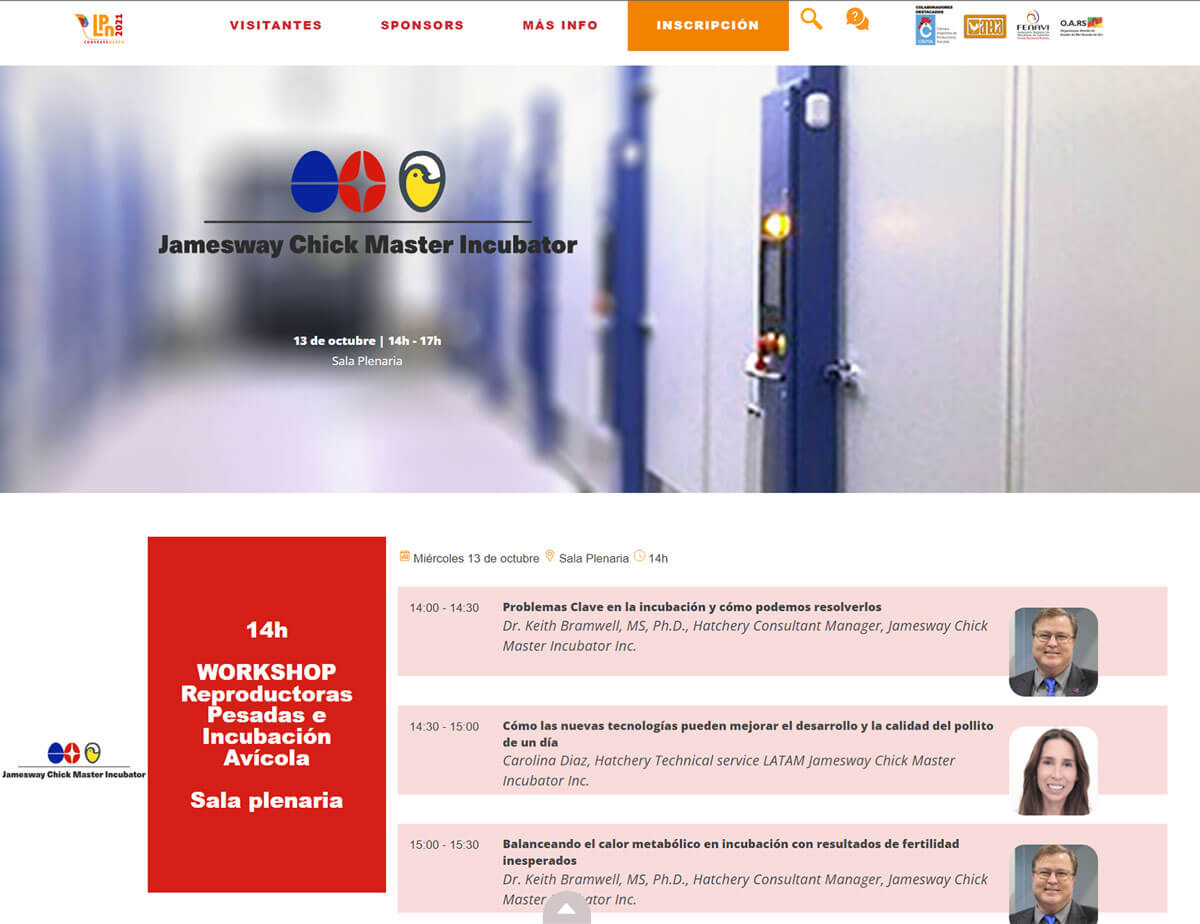 LPN 2021
CONGRESS & EXPO
VISITANTES
SPONSORS
MÁS INFO
INSCRIPCIÓN
COLABORADORES
DESTACADOS
FENAVI
O.A.RS
Jamesway Chick Master Incubator
13 de octubre | 14h - 17h
Sala Plenaria
Jamesway Chick Master Incubator
14h
WORKSHOP
Reproductoras
Pesadas e
Incubación
Avícola
Sala plenaria
Miércoles 13 de octubre Sala Plenaria 14h
14:00 - 14:30
Problemas Clave en la incubación y cómo podemos resolverlos
Dr. Keith Bramwell, MS, Ph.D., Hatchery Consultant Manager, Jamesway Chick
Master Incubator Inc.
14:30 - 15:00
Cómo las nuevas tecnologías pueden mejorar el desarrollo y la calidad del pollito
de un día
Carolina Diaz, Hatchery Technical service LATAM Jamesway Chick Master
Incubator Inc.
15:00 - 15:30
Balanceando el calor metabólico en incubación con resultados de fertilidad
inesperados
Dr. Keith Bramwell, MS, Ph.D., Hatchery Consultant Manager, Jamesway Chick
Master Inc.